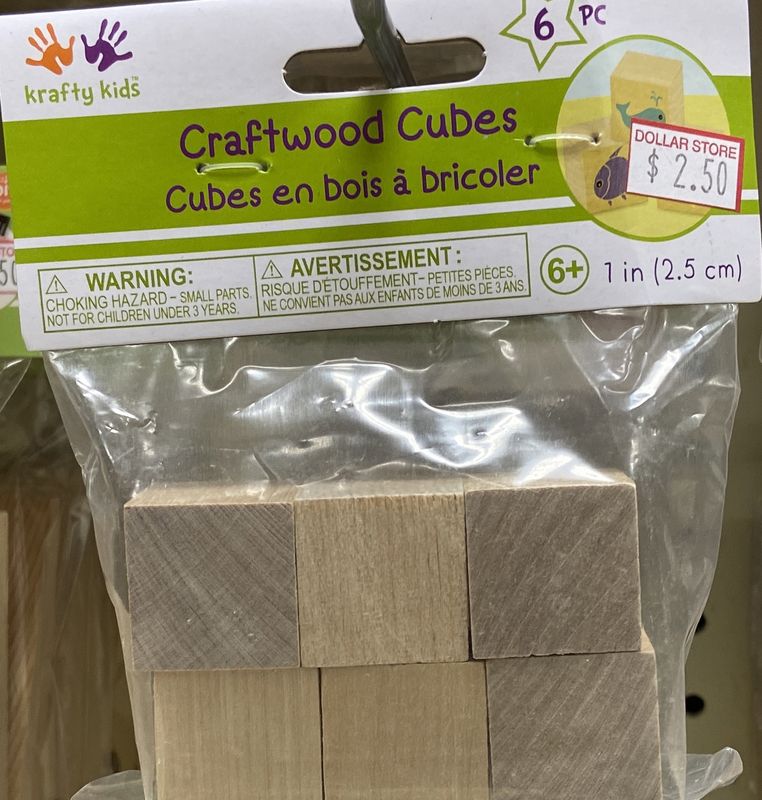 krafty kids™
6 PC
Craftwood Cubes
Cubes en bois à bricoler
DOLLAR STORE
$ 2.50
WARNING:
CHOKING HAZARD – SMALL PARTS.
NOT FOR CHILDREN UNDER 3 YEARS.
AVERTISSEMENT :
RISQUE D'ÉTOUFFEMENT– PETITES PIÈCES.
NE CONVIENT PAS AUX ENFANTS DE MOINS DE 3 ANS.
6+
1 in (2.5 cm)